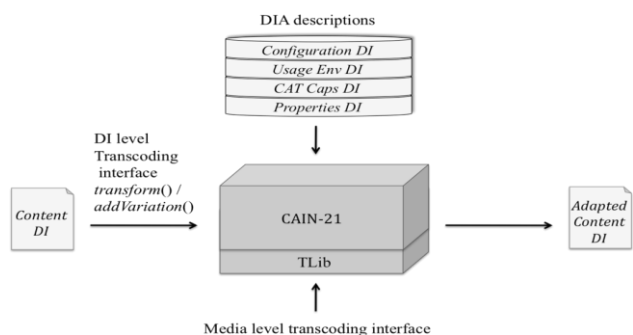 DIA descriptions
Configuration DI
Usage Env DI
CAT Caps DI
Properties DI
DI level
Transcoding
interface
transform() /
addVariation()
Content
DI
CAIN-21
TLib
Adapted
Content
DI
Media level transcoding interface